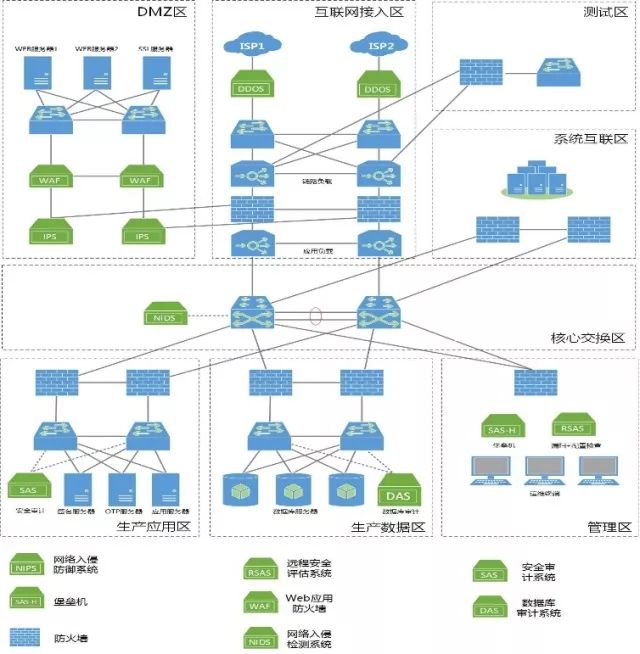 DMZ区
互联网接入区
测试区
WEB服务器1
WEB服务器2
SSL服务器
ISP1
ISP2
DDOS
DDOS
系统互联区
WAF
WAF
链路负载
IPS
IPS
应用负载
NIDS
核心交换区
SAS-H
堡垒机
RSAS
漏扫+配置核查
SAS
安全审计
签名服务器
OTP服务器
应用服务器
数据库服务器
DAS
数据库审计
运维终端
生产应用区
生产数据区
管理区
NIPS
网络入侵
防御系统
RSAS
远程安全
评估系统
SAS
安全审
计系统
SAS-H
堡垒机
WAF
Web应用
防火墙
DAS
数据库
审计系统
防火墙
NIDS
网络入侵
检测系统